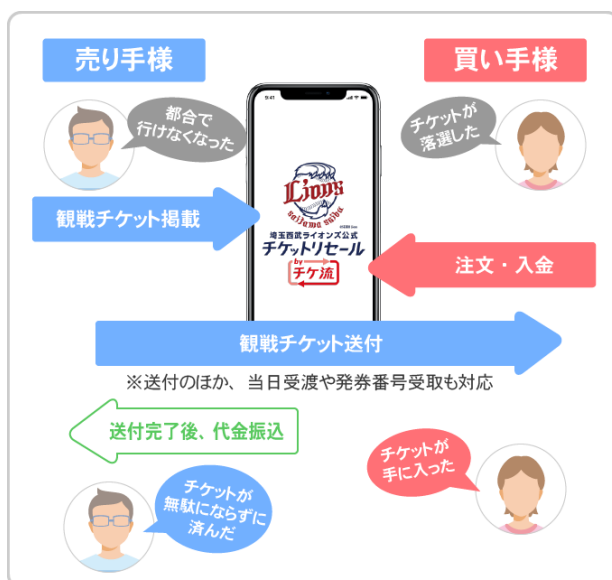 売り手様
買い手様
9:41
都合で
行けなくなった
チケットが
落選した
Lions
saitama seibu
観戦チケット掲載
埼玉西武ライオンズ公式
チケットリセール
by
チケ流
注文・入金
観戦チケット送付
※送付のほか、当日受渡や発券番号受取も対応
送付完了後、代金振込
チケットが
手に入った
チケットが
無駄にならずに
済んだ